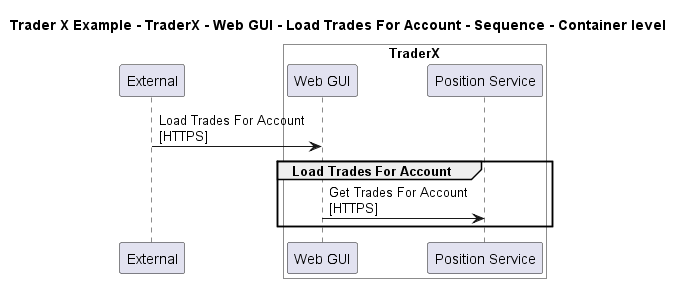 Trader X Example - TraderX - Web GUI - Load Trades For Account - Sequence - Container level
TraderX
External
Web GUI
Position Service
Load Trades For Account
[HTTPS]
Load Trades For Account
Get Trades For Account
[HTTPS]
External
Web GUI
Position Service